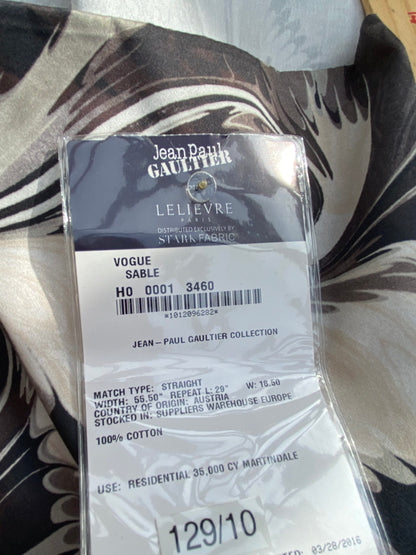 Jean Paul
GAULTIER
LELIEVRE
PARIS
DISTRIBUTED EXCLUSIVELY BY
STARK FABRIC
VOGUE
SABLE
H0 0001 3460
*1012096282*
JEAN-PAUL GAULTIER COLLECTION
MATCH TYPE: STRAIGHT
WIDTH: 55.50" REPEAT L: 29" W: 18.50
COUNTRY OF ORIGIN: AUSTRIA
STOCKED IN: SUPPLIERS WAREHOUSE EUROPE
100% COTTON
USE: RESIDENTIAL 35,000 CY MARTINDALE
129/10
03/28/2016